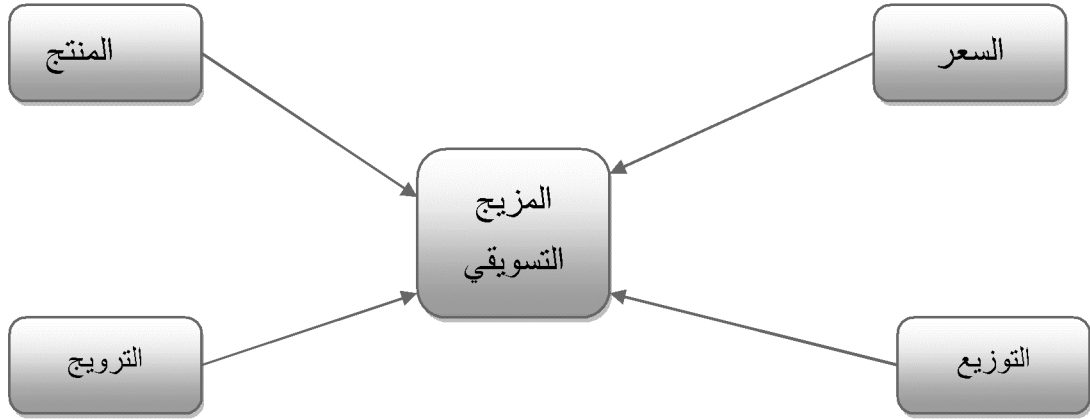 السعر
المنتج
المزيج
التسويقي
التوزيع
الترويج